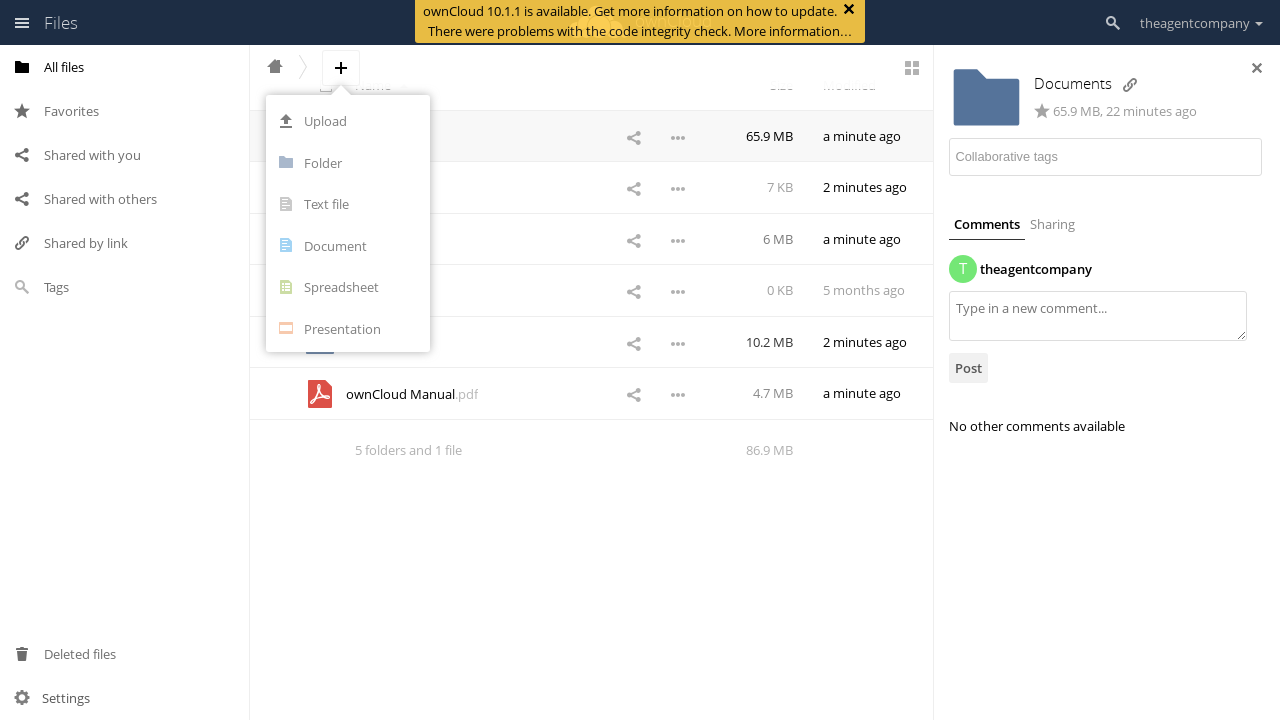 ownCloud 10.1.1 is available. Get more information on how to update.
There were problems with the code integrity check. More information…
Files
theagentcompany
All files
Favorites
Shared with you
Shared with others
Shared by link
Tags
Deleted files
Settings
Upload
Folder
Text file
Document
Spreadsheet
Presentation
Name
Size
Modified
65.9 MB a minute ago
7 KB 2 minutes ago
6 MB a minute ago
0 KB 5 months ago
10.2 MB 2 minutes ago
ownCloud Manual.pdf 4.7 MB a minute ago
5 folders and 1 file 86.9 MB
Documents
65.9 MB, 22 minutes ago
Collaborative tags
Comments Sharing
T theagentcompany
Type in a new comment...
Post
No other comments available